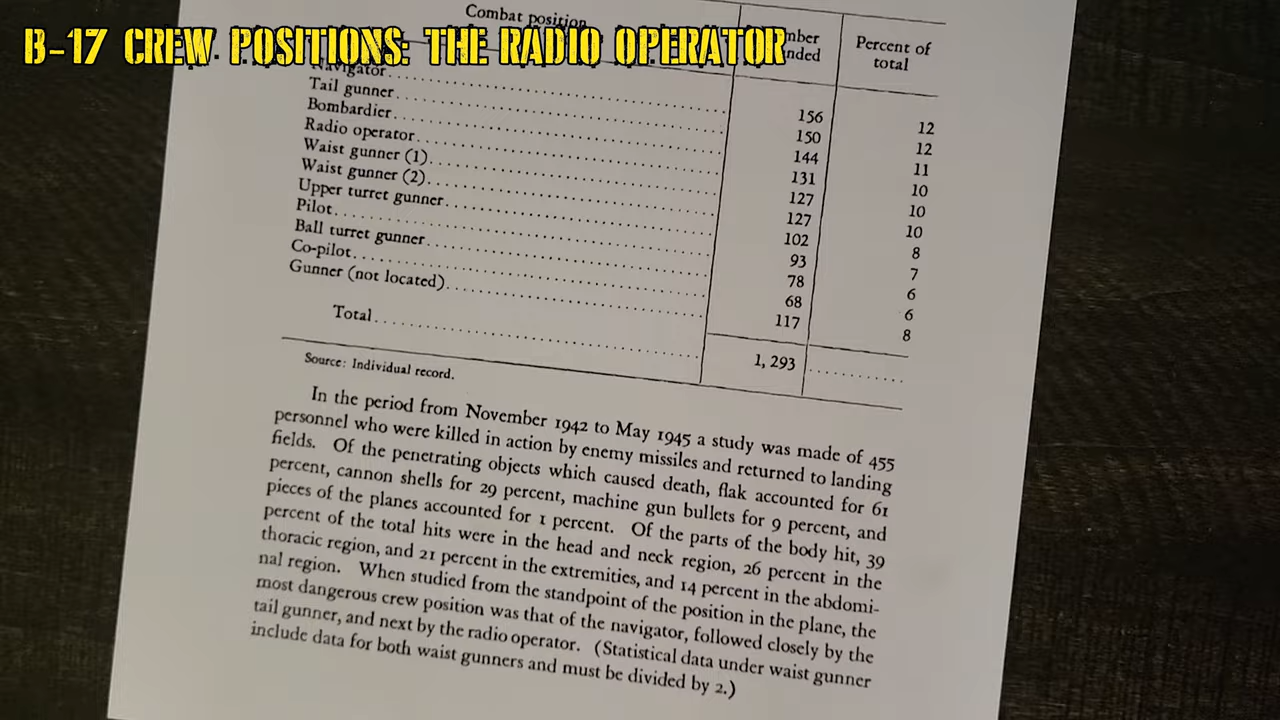 B-17 CREW POSITIONS: THE RADIO OPERATOR
Combat position
Percent of
total
Navigator 156 12
Tail gunner 150 12
Bombardier 144 11
Radio operator 131 10
Waist gunner (1) 127 10
Waist gunner (2) 127 10
Upper turret gunner 102 8
Pilot 93 7
Ball turret gunner 78 6
Co-pilot 68 6
Gunner (not located) 117 8
Total 1, 293
Source: Individual record.
In the period from November 1942 to May 1945 a study was made of 455
personnel who were killed in action by enemy missiles and returned to landing
fields. Of the penetrating objects which caused death, flak accounted for 61
percent, cannon shells for 29 percent, machine gun bullets for 9 percent, and
pieces of the planes accounted for 1 percent. Of the parts of the body hit, 39
percent of the total hits were in the head and neck region, 26 percent in the
thoracic region, and 21 percent in the extremities, and 14 percent in the abdomi-
nal region. When studied from the standpoint of the position in the plane, the
most dangerous crew position was that of the navigator, followed closely by the
tail gunner, and next by the radio operator. (Statistical data under waist gunner
include data for both waist gunners and must be divided by 2.)